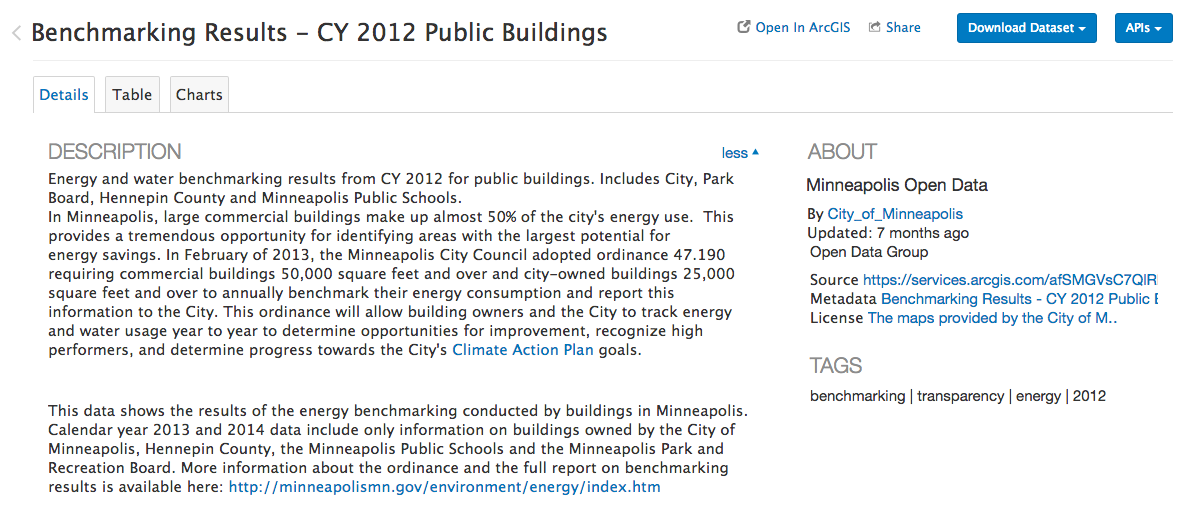 Benchmarking Results – CY 2012 Public Buildings
Open In ArcGIS
Share
Download Dataset
APIs
Details
Table
Charts
DESCRIPTION
less
Energy and water benchmarking results from CY 2012 for public buildings. Includes City, Park
Board, Hennepin County and Minneapolis Public Schools.
In Minneapolis, large commercial buildings make up almost 50% of the city's energy use.  This
provides a tremendous opportunity for identifying areas with the largest potential for
energy savings. In February of 2013, the Minneapolis City Council adopted ordinance 47.190
requiring commercial buildings 50,000 square feet and over and city-owned buildings 25,000
square feet and over to annually benchmark their energy consumption and report this
information to the City. This ordinance will allow building owners and the City to track energy
and water usage year to year to determine opportunities for improvement, recognize high
performers, and determine progress towards the City's Climate Action Plan goals.
This data shows the results of the energy benchmarking conducted by buildings in Minneapolis.
Calendar year 2013 and 2014 data include only information on buildings owned by the City of
Minneapolis, Hennepin County, the Minneapolis Public Schools and the Minneapolis Park and
Recreation Board. More information about the ordinance and the full report on benchmarking
results is available here: http://minneapolismn.gov/environment/energy/index.htm
ABOUT
Minneapolis Open Data
By City_of_Minneapolis
Updated: 7 months ago
Open Data Group
Source https://services.arcgis.com/afSMGVsC7QlR
Metadata Benchmarking Results - CY 2012 Public
License The maps provided by the City of M..
TAGS
benchmarking | transparency | energy | 2012